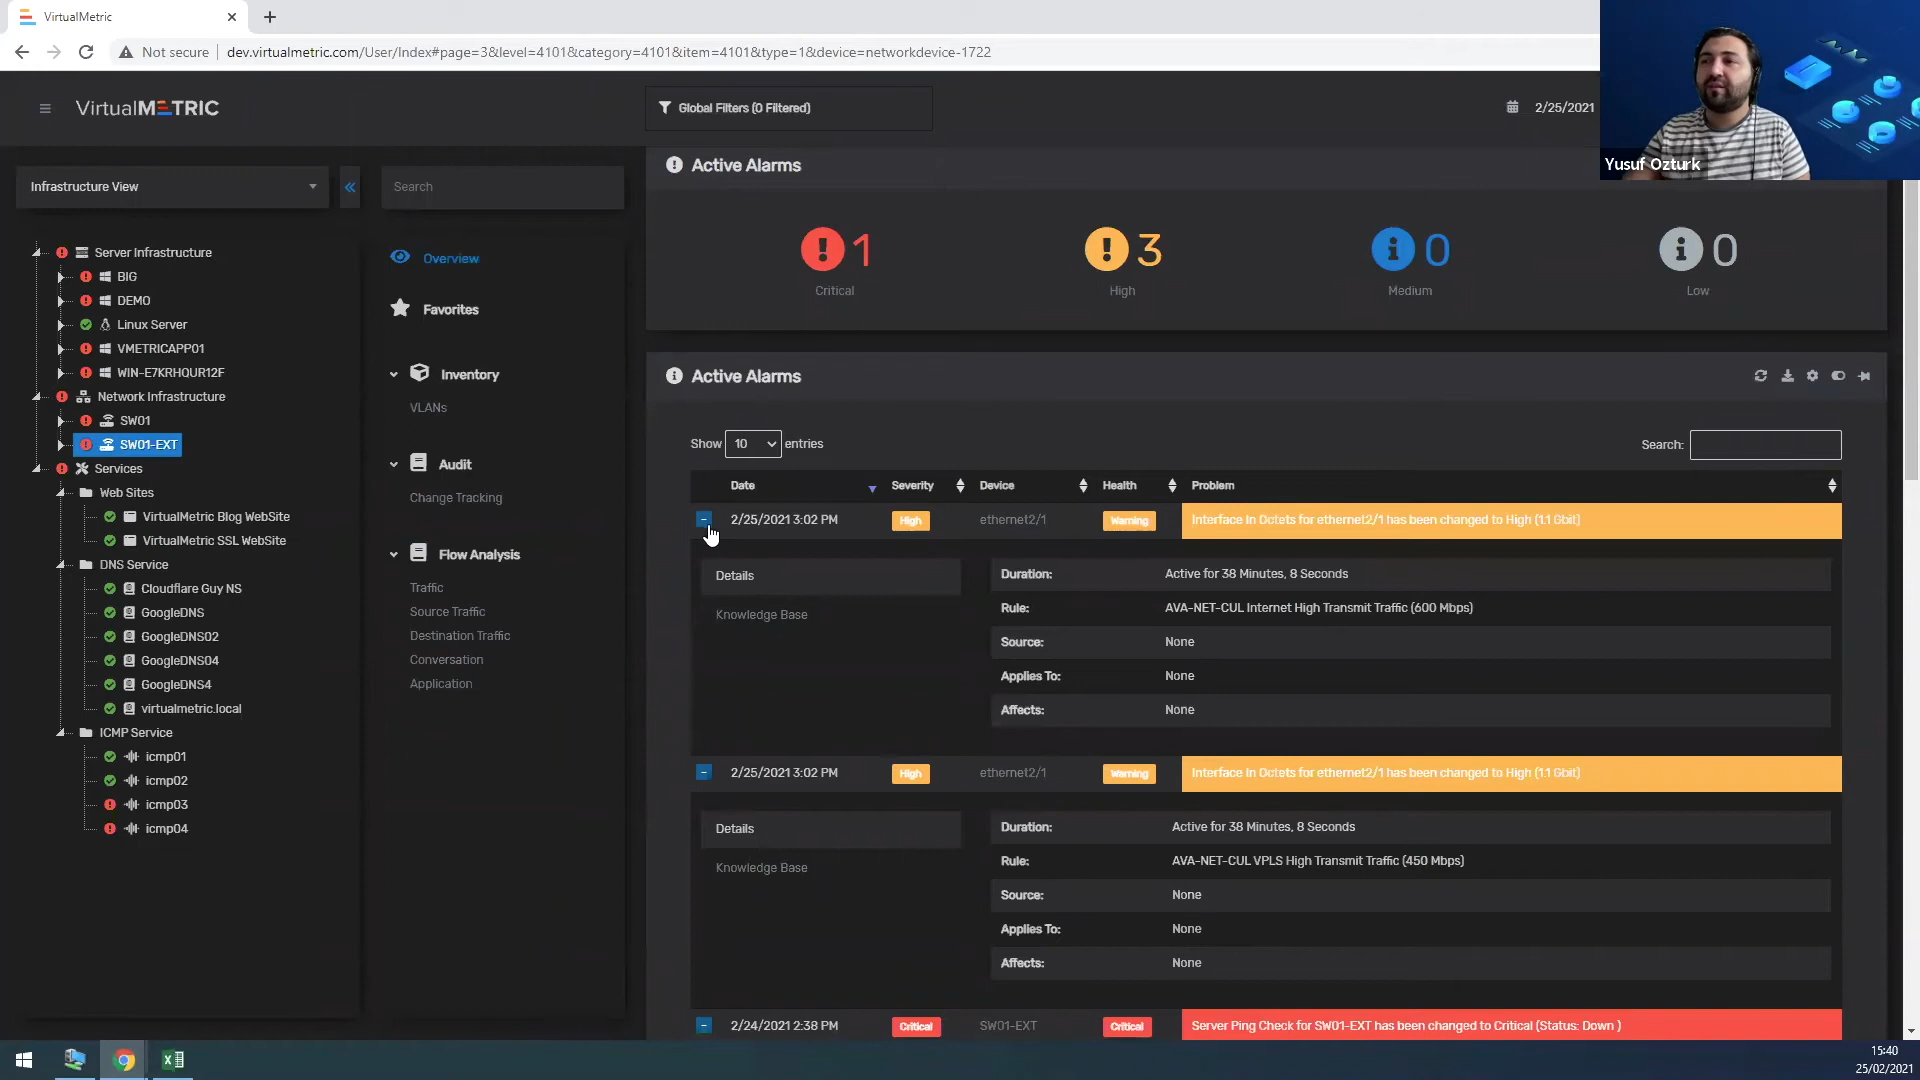 VirtualMetric
Not secure
dev.virtualmetric.com/User/Index#page=3&level=4101&category=4101&item=4101&type=1&device=networkdevice-1722
VirtualMETRIC
Global Filters (0 Filtered)
2/25/2021
Yusuf Ozturk
Infrastructure View
Search
Server Infrastructure
BIG
DEMO
Linux Server
VMETRICAPP01
WIN-E7KRHOUR12F
Network Infrastructure
SW01
SW01-EXT
Services
Web Sites
VirtualMetric Blog WebSite
VirtualMetric SSL WebSite
DNS Service
Cloudflare Guy NS
GoogleDNS
GoogleDNS02
GoogleDNS04
GoogleDNS4
virtualmetric.local
ICMP Service
icmp01
icmp02
icmp03
icmp04
Overview
Favorites
Inventory
VLANs
Audit
Change Tracking
Flow Analysis
Traffic
Source Traffic
Destination Traffic
Conversation
Application
Active Alarms
1
Critical
3
High
0
Medium
0
Low
Active Alarms
Show 10 entries
Search:
Date Severity Device Health Problem
2/25/2021 3:02 PM High ethernet2/1 Warning Interface In Octets for ethernet2/1 has been changed to High (1.1 Gbit)
Details
Knowledge Base
Duration: Active for 38 Minutes, 8 Seconds
Rule: AVA-NET-CUL Internet High Transmit Traffic (600 Mbps)
Source: None
Applies To: None
Affects: None
2/25/2021 3:02 PM High ethernet2/1 Warning Interface In Octets for ethernet2/1 has been changed to High (1.1 Gbit)
Details
Knowledge Base
Duration: Active for 38 Minutes, 8 Seconds
Rule: AVA-NET-CUL VPLS High Transmit Traffic (450 Mbps)
Source: None
Applies To: None
Affects: None
2/24/2021 2:38 PM Critical SW01-EXT Critical Server Ping Check for SW01-EXT has been changed to Critical (Status: Down )
15:40
25/02/2021